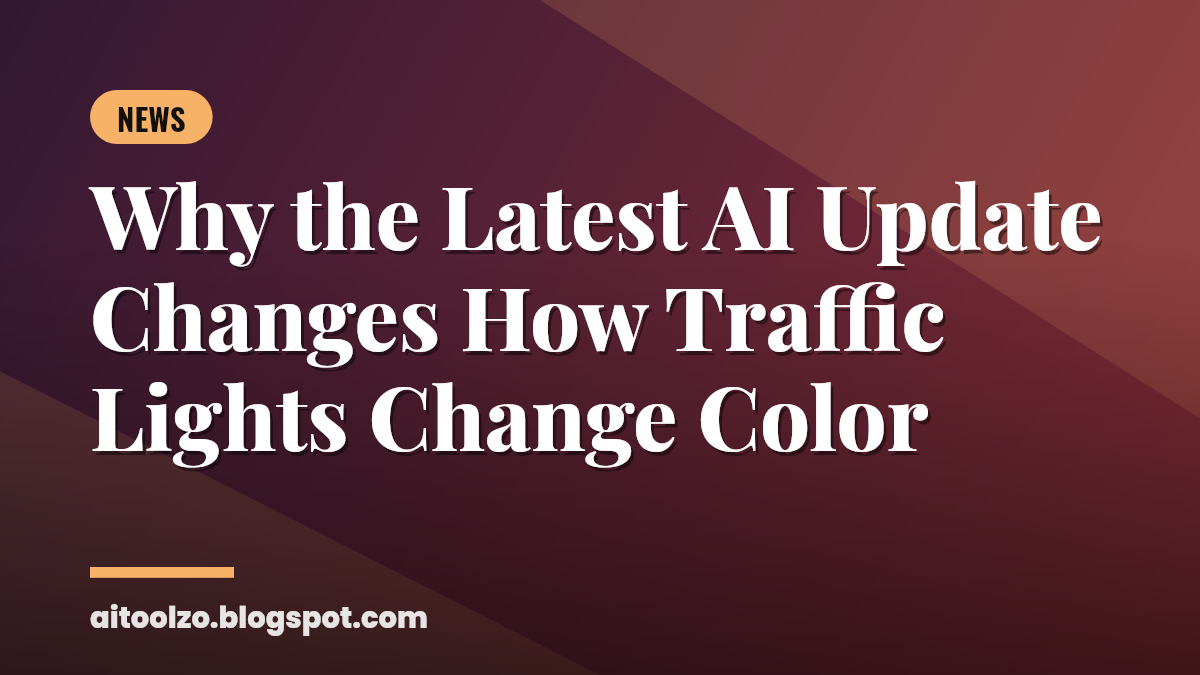 NEWS
Why the Latest AI Update
Changes How Traffic
Lights Change Color
aitoolzo.blogspot.com